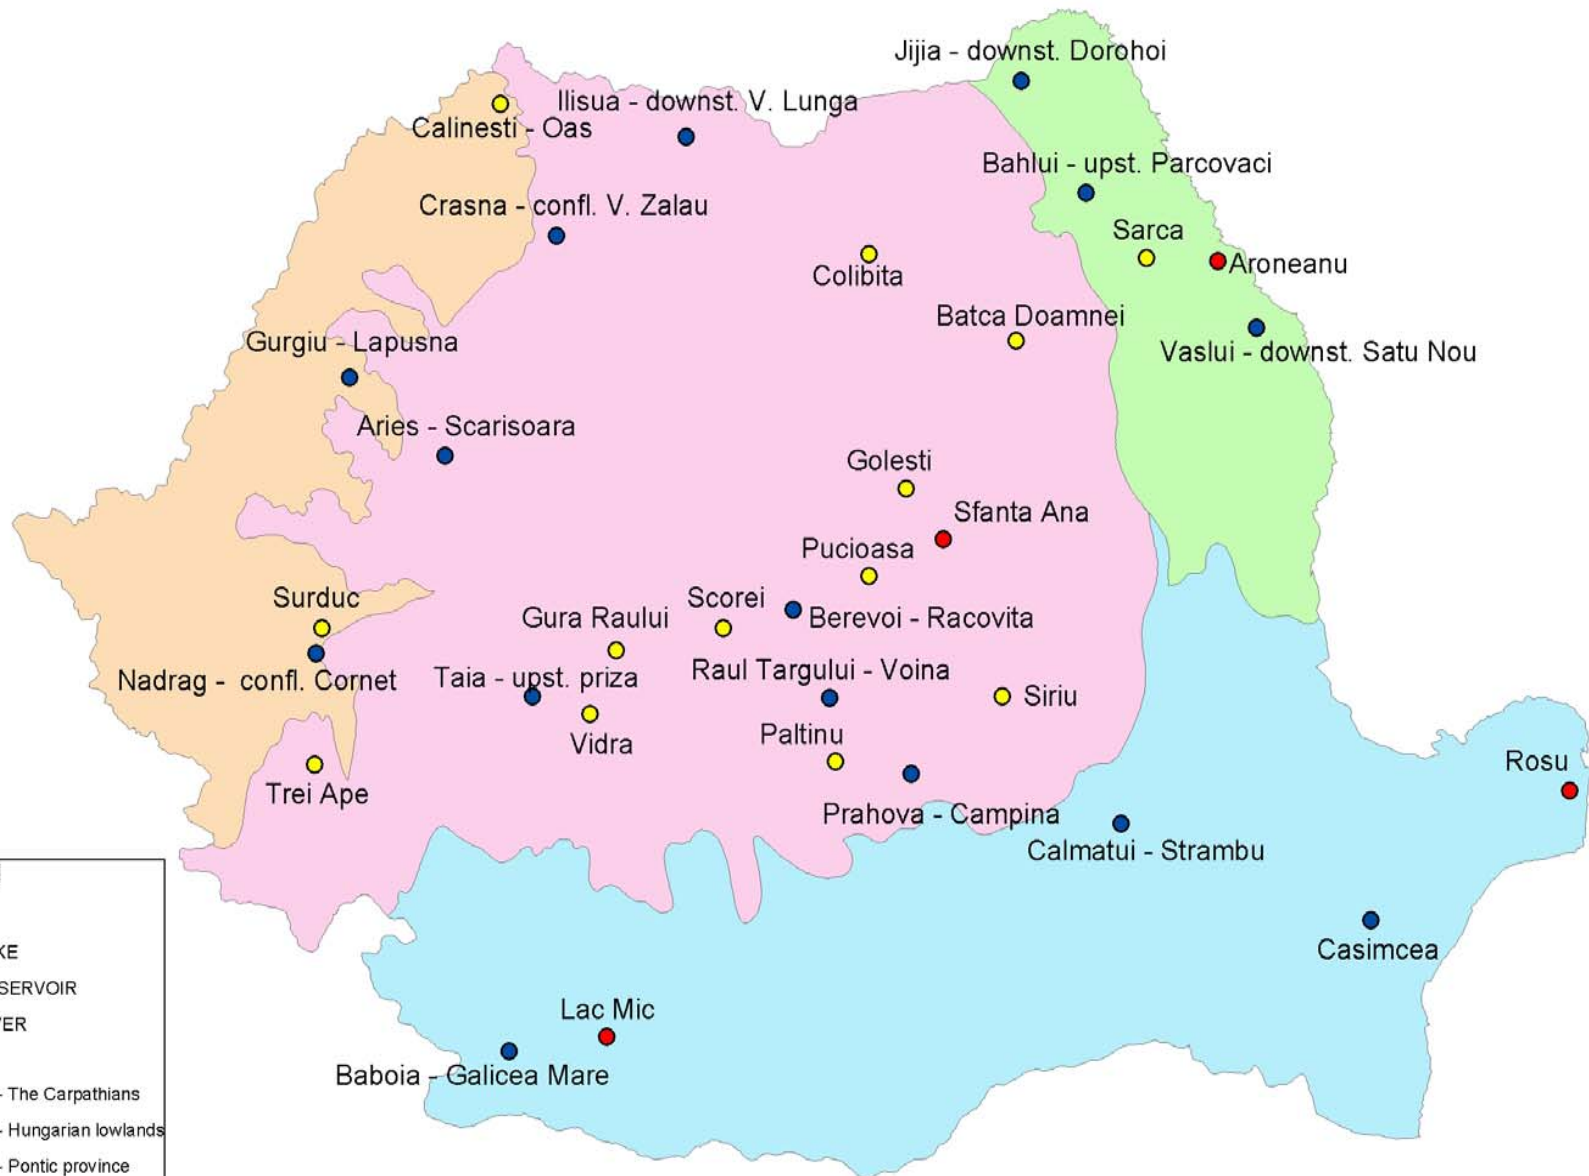 Jijia - downst. Dorohoi
Ilisua - downst. V. Lunga
Calinesti - Oas
Bahlui - upst. Parcovaci
Crasna - confl. V. Zalau
Sarca
Aroneanu
Colibita
Batca Doamnei
Gurgiu - Lapusna
Vaslui - downst. Satu Nou
Aries - Scarisoara
Golesti
Sfanta Ana
Pucioasa
Surduc
Scorei
Gura Raului
Berevoi - Racovita
Nadrag - confl. Cornet
Taia - upst. priza
Raul Targului - Voina
Siriu
Vidra
Paltinu
Trei Ape
Rosu
Prahova - Campina
Calmatui - Strambu
Casimcea
Lac Mic
Baboia - Galicea Mare
KE
SERVOIR
VER
- The Carpathians
- Hungarian lowlands
- Pontic province